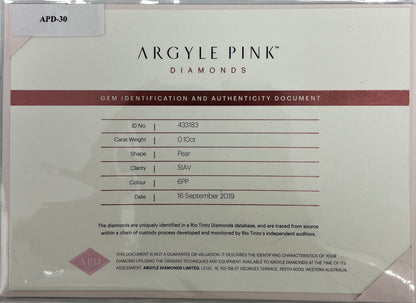 APD-30
ARGYLE PINK™
DIAMONDS
GEM IDENTIFICATION AND AUTHENTICITY DOCUMENT
ID No. 433183
Carat Weight 0.10ct
Shape Pear
Clarity SIAV
Colour 6PP
Date 16 September 2019
The diamonds are uniquely identified in a Rio Tinto Diamonds database, and are traced from source
within a chain of custody process developed and monitored by Rio Tinto's independent auditors.
APD
THIS DOCUMENT IS NOT A GUARANTEE OR VALUATION. IT DESCRIBES THE IDENTIFYING CHARACTERISTICS OF YOUR
DIAMOND UTILISING THE GRADING TECHNIQUES AND EQUIPMENT AVAILABLE TO ARGYLE DIAMONDS AT THE TIME OF ITS
ASSESSMENT. ARGYLE DIAMONDS LIMITED: LEVEL 18, 152-158 ST GEORGES TERRACE, PERTH 6000, WESTERN AUSTRALIA.